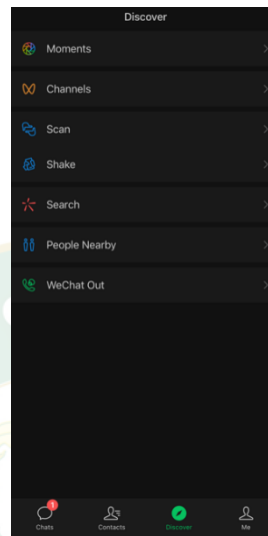 Discover
Moments
Channels
Scan
Shake
Search
People Nearby
WeChat Out
1
Chats
Contacts
Discover
Me